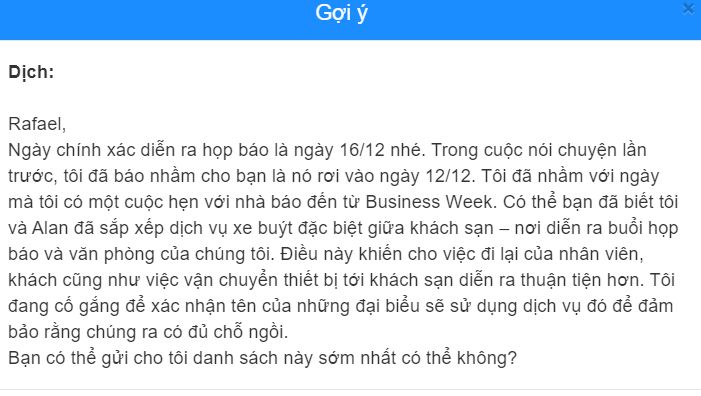 Gợi ý
×
Dịch:
Rafael,
Ngày chính xác diễn ra họp báo là ngày 16/12 nhé. Trong cuộc nói chuyện lần
trước, tôi đã báo nhầm cho bạn là nó rơi vào ngày 12/12. Tôi đã nhầm với ngày
mà tôi có một cuộc hẹn với nhà báo đến từ Business Week. Có thể bạn đã biết tôi
và Alan đã sắp xếp dịch vụ xe buýt đặc biệt giữa khách sạn – nơi diễn ra buổi họp
báo và văn phòng của chúng tôi. Điều này khiến cho việc đi lại của nhân viên,
khách cũng như việc vận chuyển thiết bị tới khách sạn diễn ra thuận tiện hơn. Tôi
đang cố gắng để xác nhận tên của những đại biểu sẽ sử dụng dịch vụ đó để đảm
bảo rằng chúng ra có đủ chỗ ngồi.
Bạn có thể gửi cho tôi danh sách này sớm nhất có thể không?